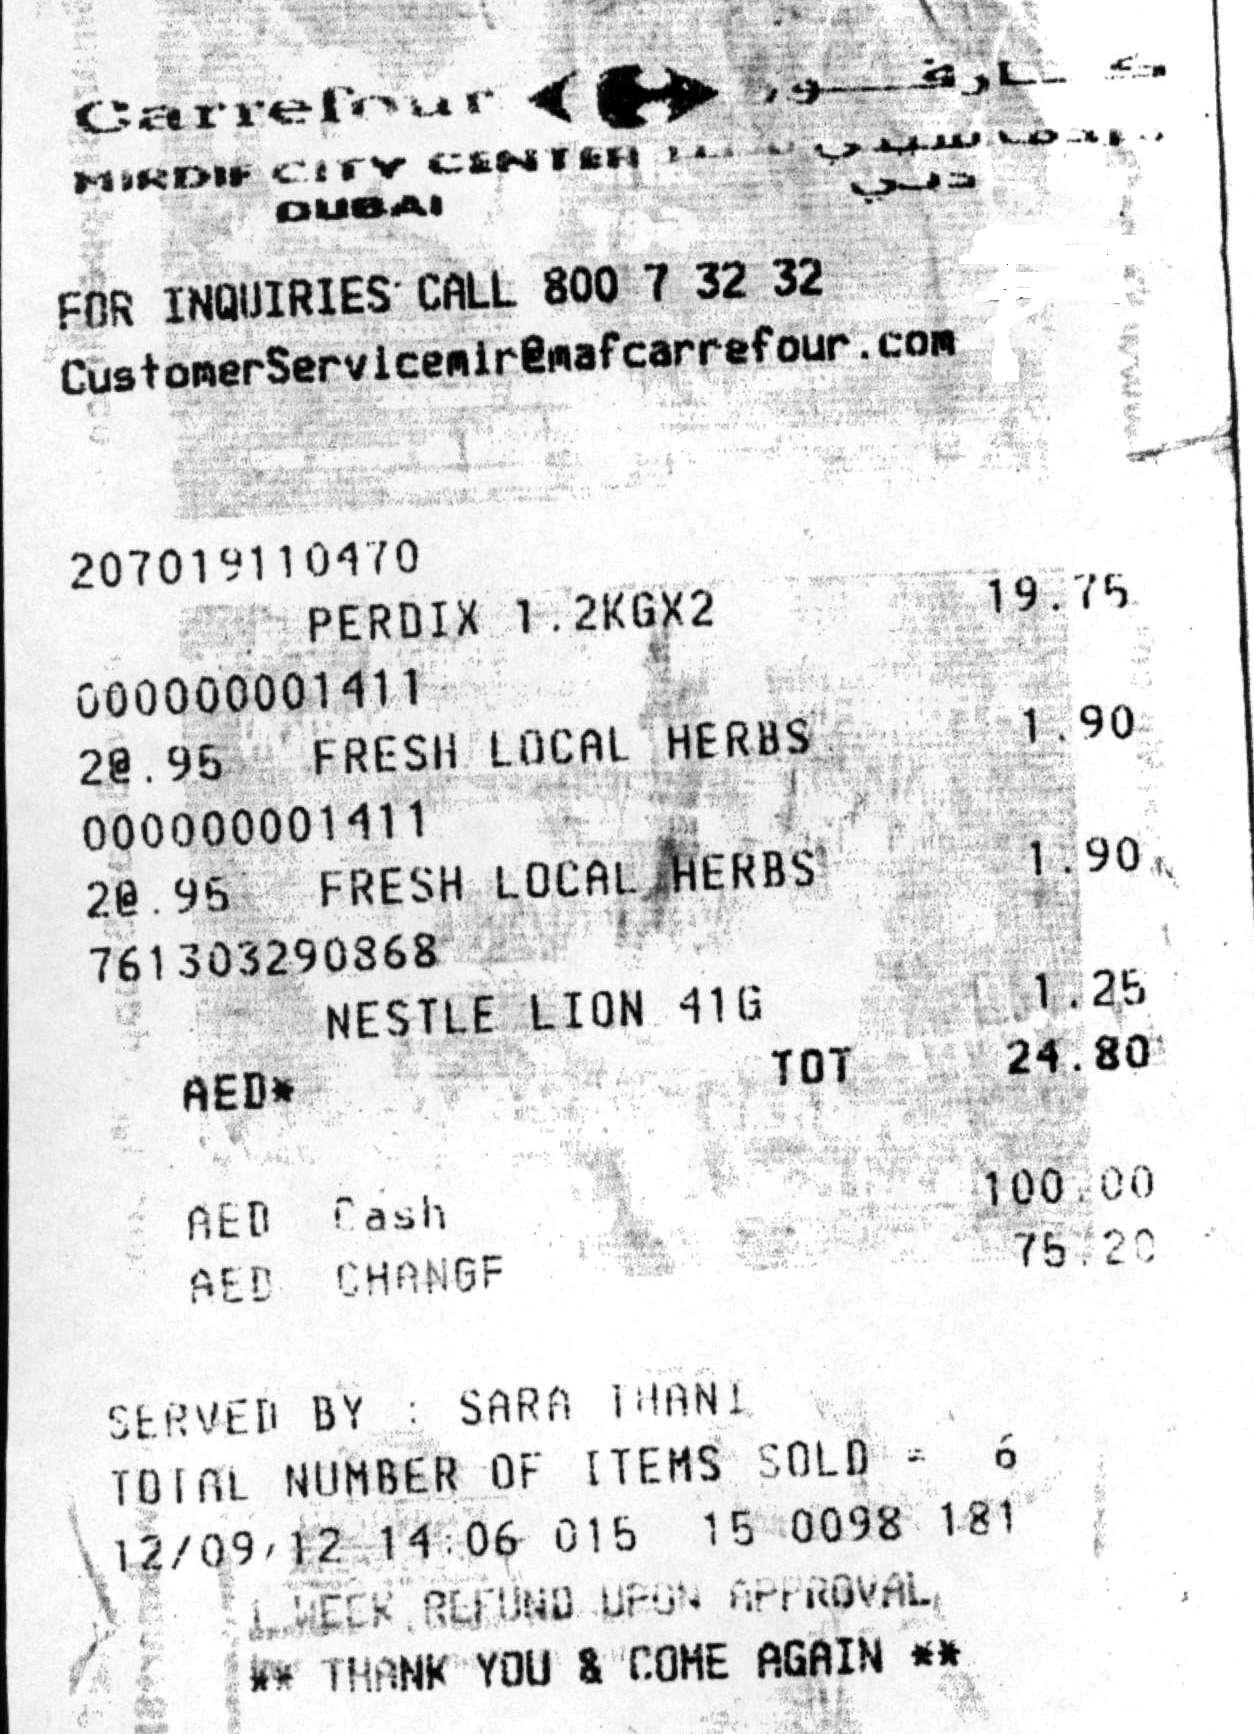 Carrefour كارفور
MIRDIF CITY CENTER سيتي
DUBAI دبي
FOR INQUIRIES CALL 800 7 32 32
CustomerServicemir@mafcarrefour.com
207019110470
PERDIX 1.2KGX2 19.75
000000001411
2@.95 FRESH LOCAL HERBS 1.90
000000001411
2@.95 FRESH LOCAL HERBS 1.90
761303290868
NESTLE LION 41G 1.25
AED* TOT 24.80
AED Cash 100.00
AED CHANGE 75.20
SERVED BY : SARA THANI
TOTAL NUMBER OF ITEMS SOLD = 6
12/09/12 14:06 015 15 0098 181
1 WEEK REFUND UPON APPROVAL
** THANK YOU & COME AGAIN **